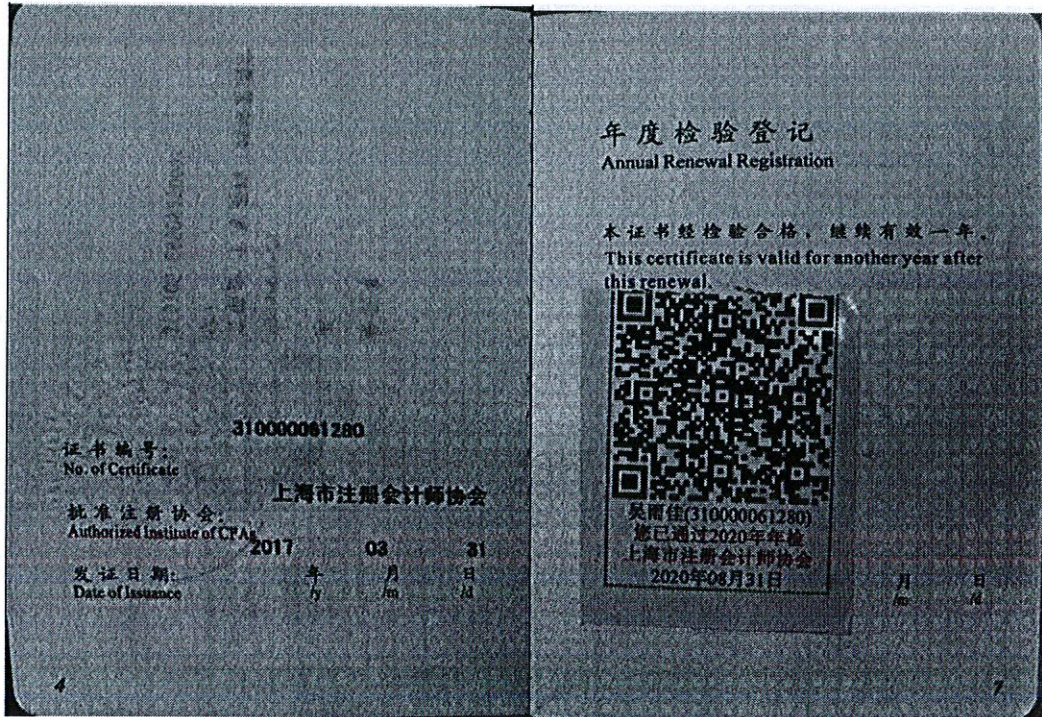 310000061280
证书编号:
No. of Certificate
上海市注册会计师协会
批准注册协会:
Authorized Institute of CPAs
2017 03 31
发证日期: 年 月 日
Date of Issuance /y /m /d
4
年度检验登记
Annual Renewal Registration
本证书经检验合格，继续有效一年。
This certificate is valid for another year after
this renewal.
吴雨佳(310000061280)
您已通过2020年年检
上海市注册会计师协会
2020年08月31日
月 日
/m /d
7